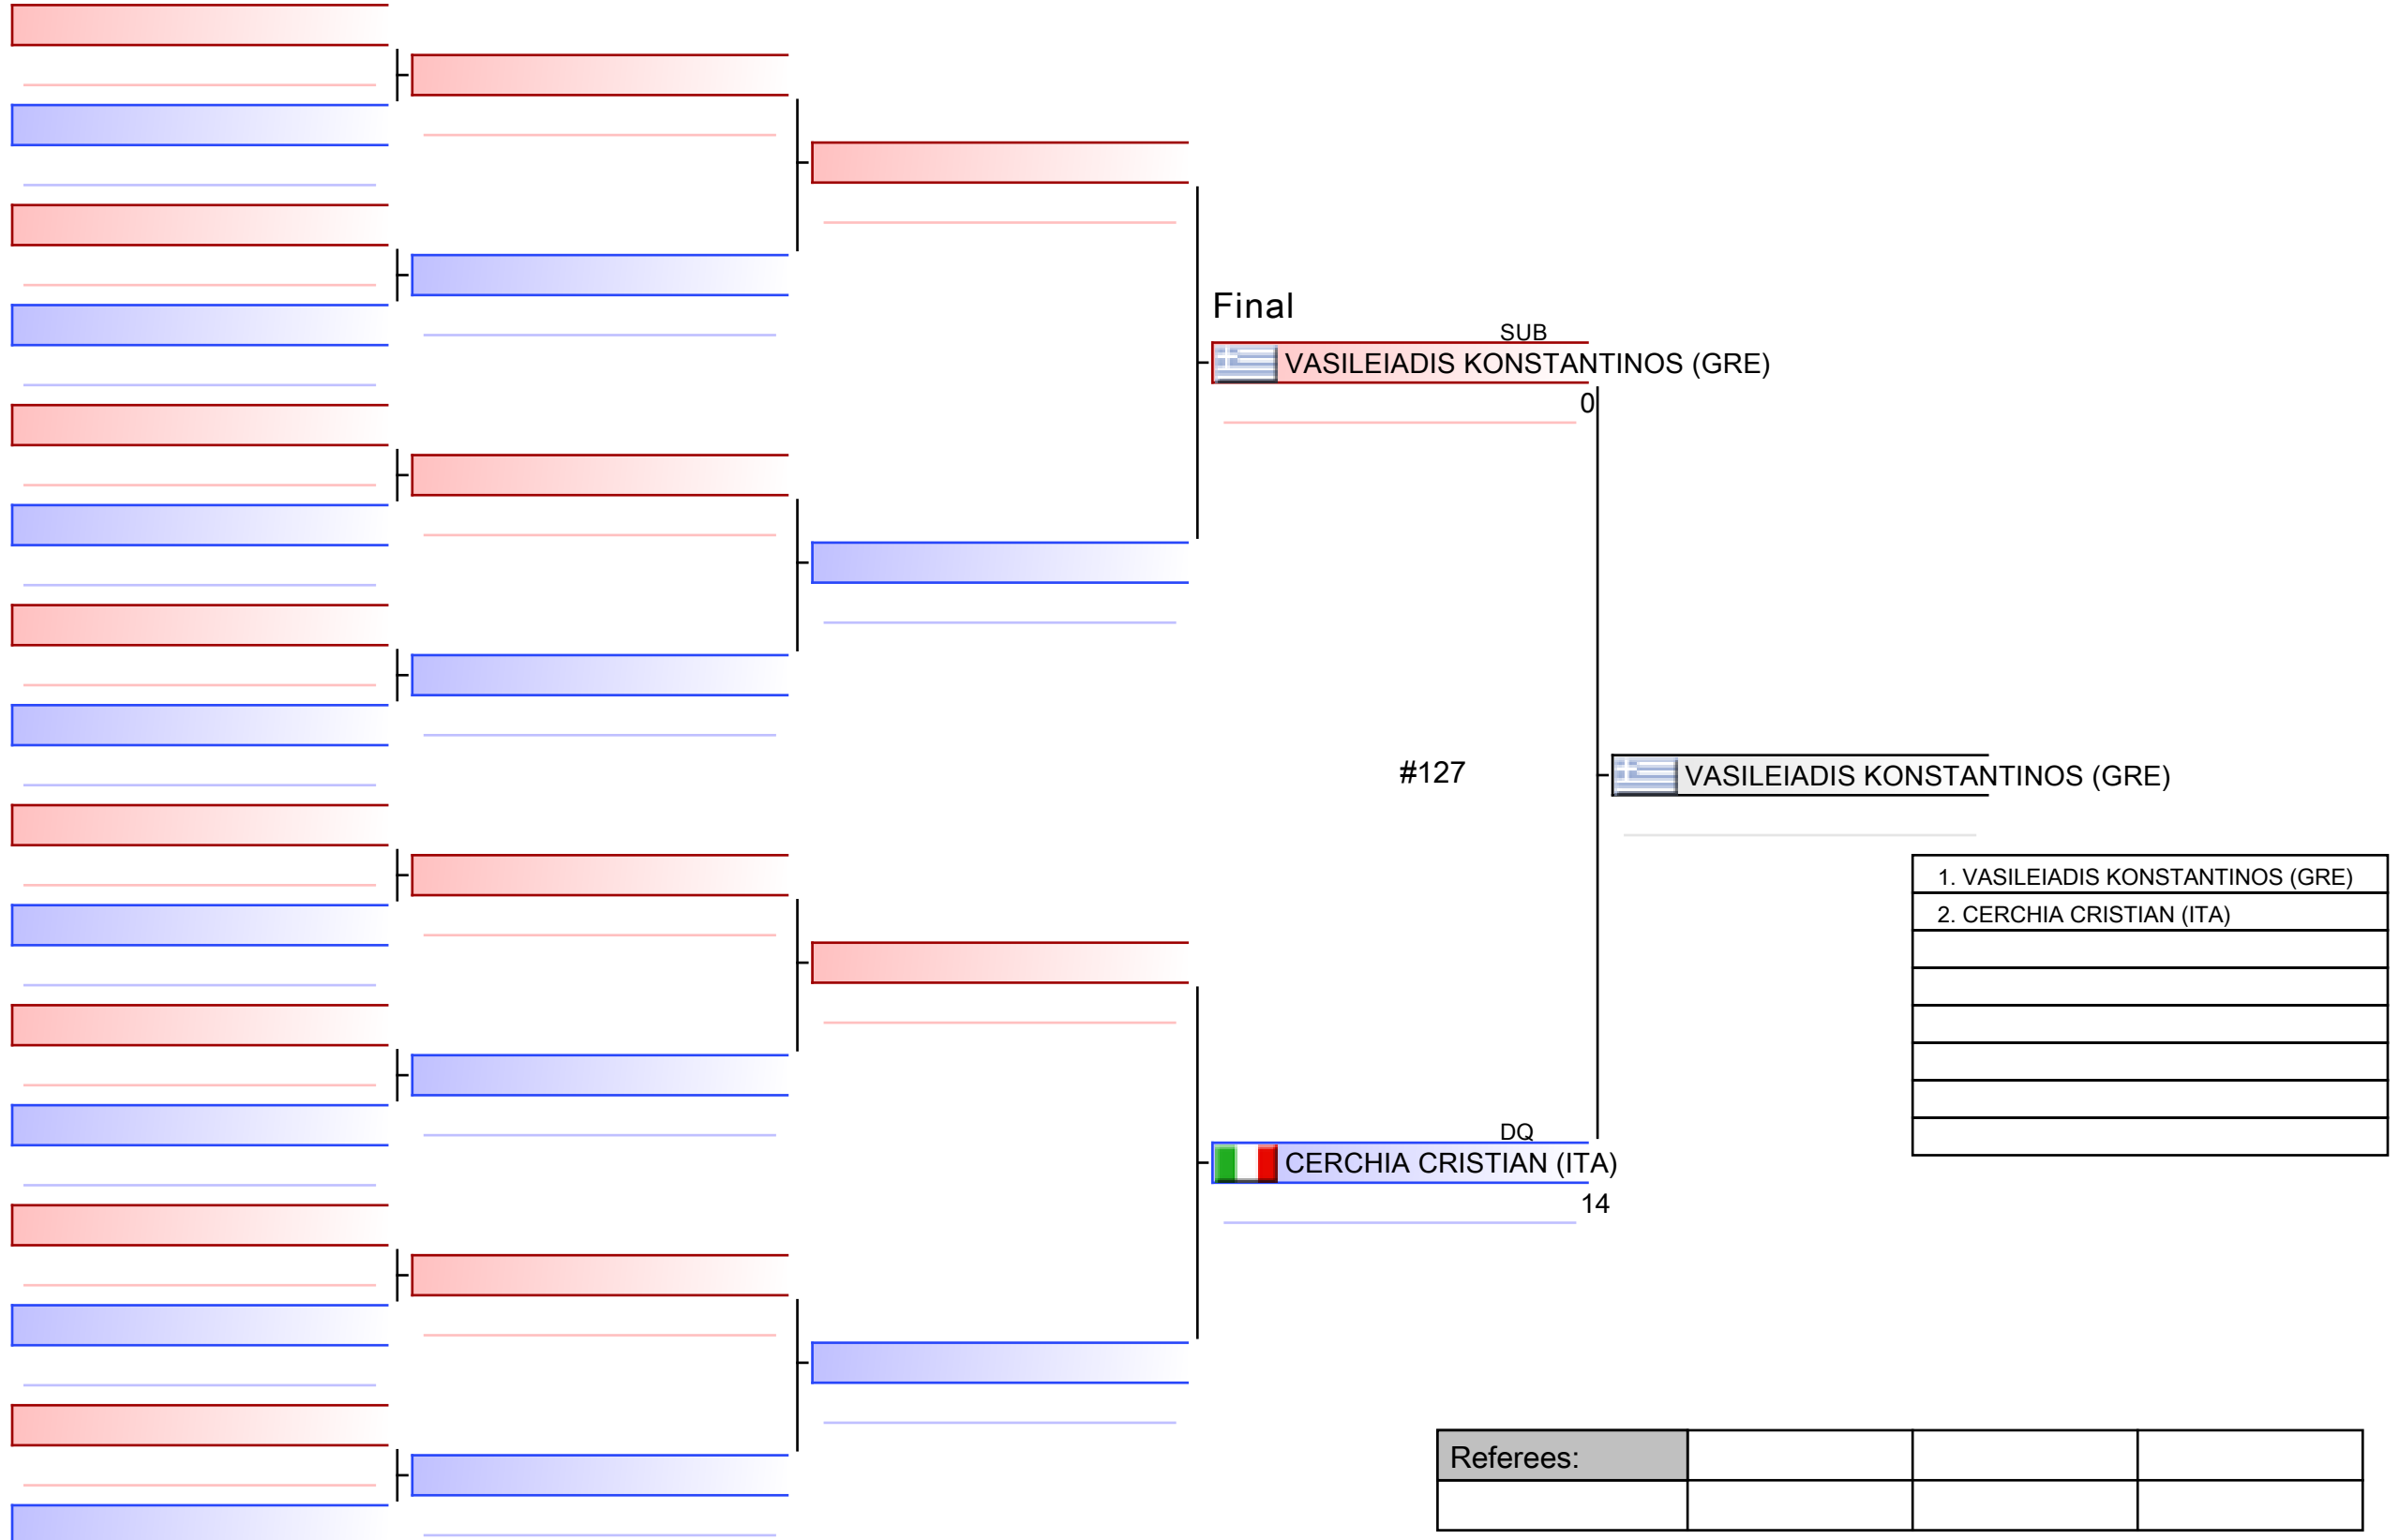 Final
SUB
VASILEIADIS KONSTANTINOS (GRE)
0
#127
VASILEIADIS KONSTANTINOS (GRE)
1. VASILEIADIS KONSTANTINOS (GRE)
2. CERCHIA CRISTIAN (ITA)
DQ
CERCHIA CRISTIAN (ITA)
14
Referees: